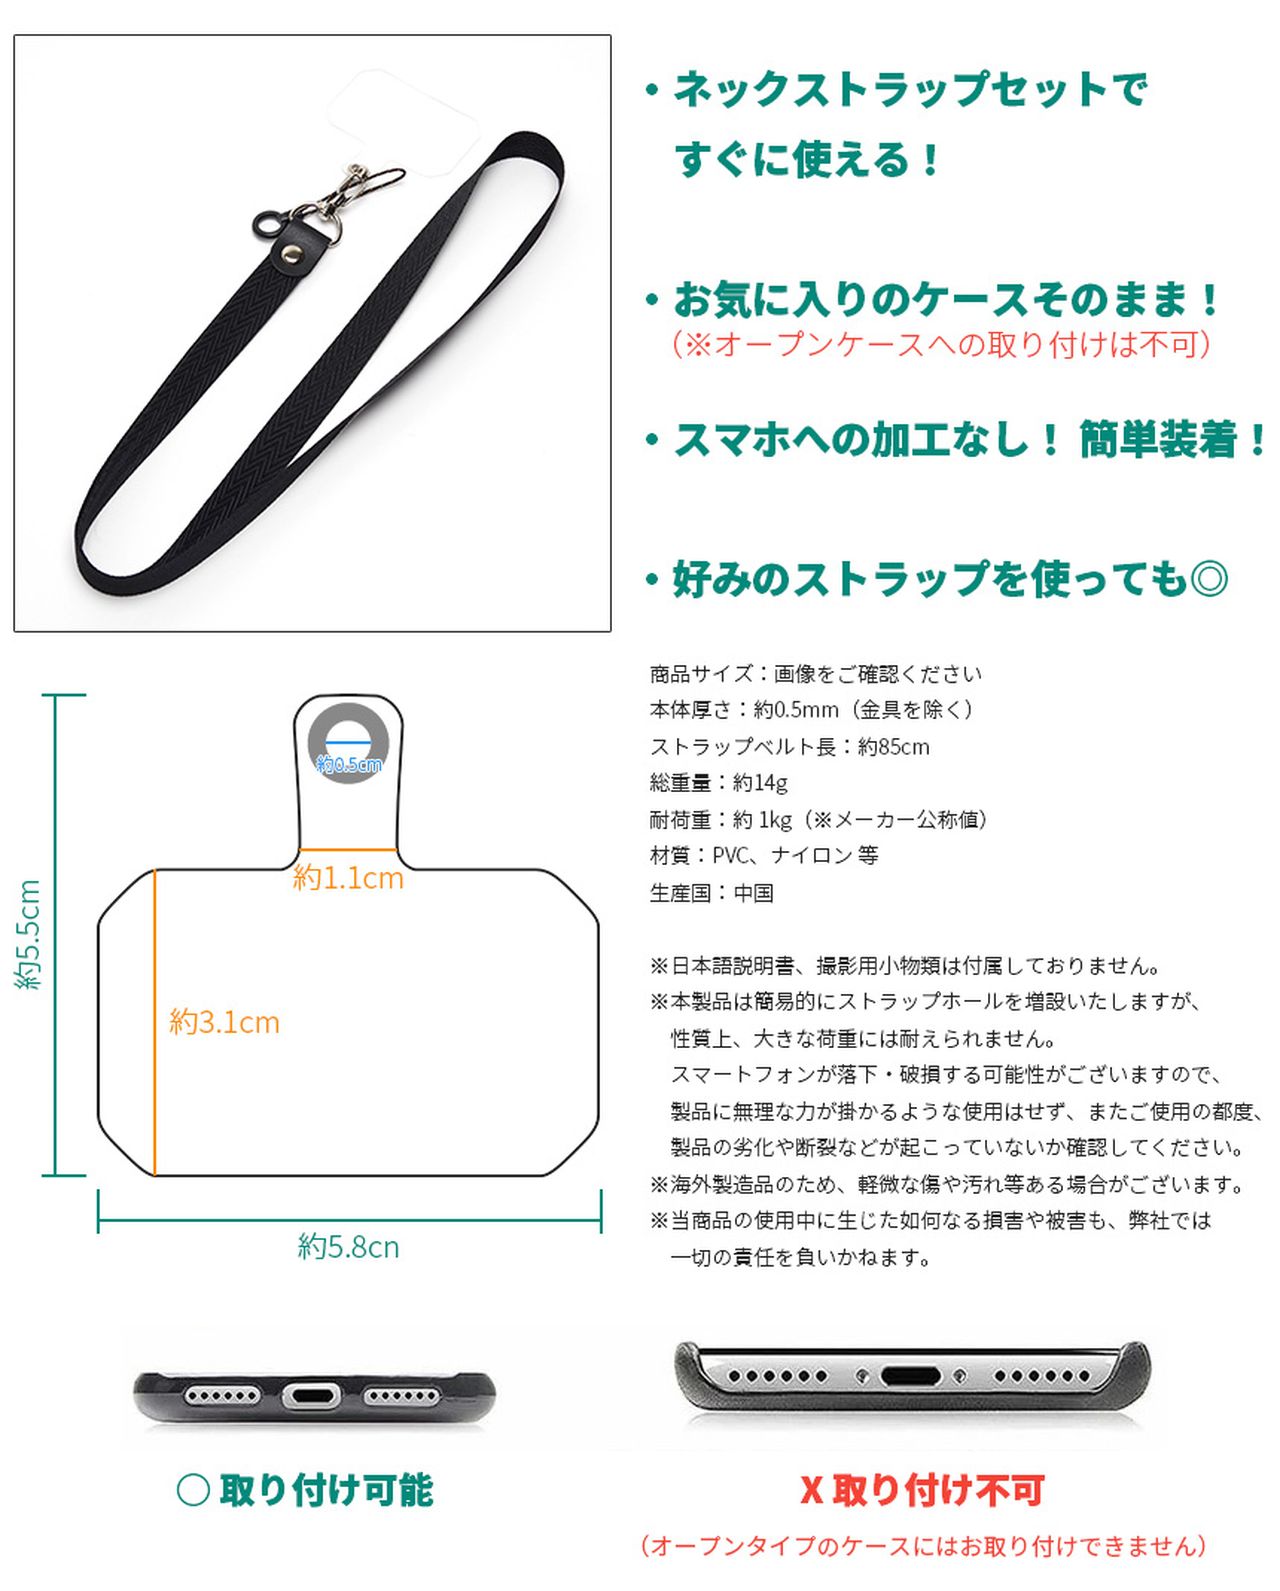 ・ネックストラップセットで
すぐに使える！
・お気に入りのケースそのまま！
（※オープンケースへの取り付けは不可）
・スマホへの加工なし！ 簡単装着！
・好みのストラップを使っても◎
商品サイズ：画像をご確認ください
本体厚さ：約0.5mm（金具を除く）
ストラップベルト長：約85cm
総重量：約14g
耐荷重：約 1kg（※メーカー公称値）
材質：PVC、ナイロン 等
生産国：中国
※日本語説明書、撮影用小物類は付属しておりません。
※本製品は簡易的にストラップホールを増設いたしますが、
性質上、大きな荷重には耐えられません。
スマートフォンが落下・破損する可能性がございますので、
製品に無理な力が掛かるような使用はせず、またご使用の都度、
製品の劣化や断裂などが起こっていないか確認してください。
※海外製造品のため、軽微な傷や汚れ等ある場合がございます。
※当商品の使用中に生じた如何なる損害や被害も、弊社では
一切の責任を負いかねます。
約0.5cm
約1.1cm
約5.5cm
約3.1cm
約5.8cn
○ 取り付け可能
X 取り付け不可
（オープンタイプのケースにはお取り付けできません）